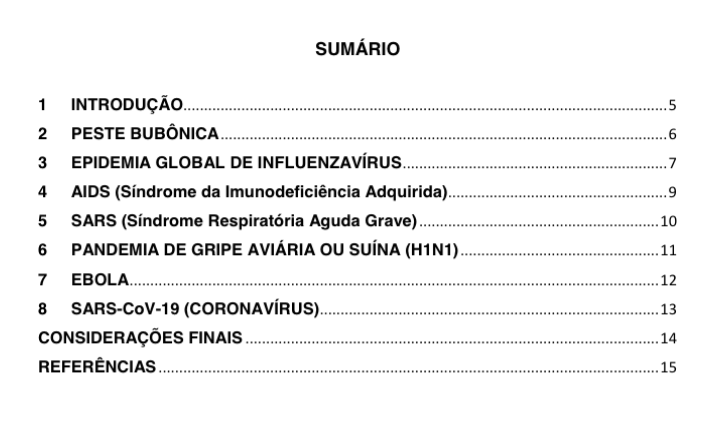 SUMÁRIO
1 INTRODUÇÃO........................................................................................................................5
2 PESTE BUBÔNICA................................................................................................................6
3 EPIDEMIA GLOBAL DE INFLUENZAVÍRUS................................................................7
4 AIDS (Síndrome da Imunodeficiência Adquirida).....................................................9
5 SARS (Síndrome Respiratória Aguda Grave)..........................................................10
6 PANDEMIA DE GRIPE AVIÁRIA OU SUÍNA (H1N1)................................................11
7 EBOLA................................................................................................................................12
8 SARS-CoV-19 (CORONAVÍRUS)..................................................................................13
CONSIDERAÇÕES FINAIS....................................................................................................14
REFERÊNCIAS.........................................................................................................................15